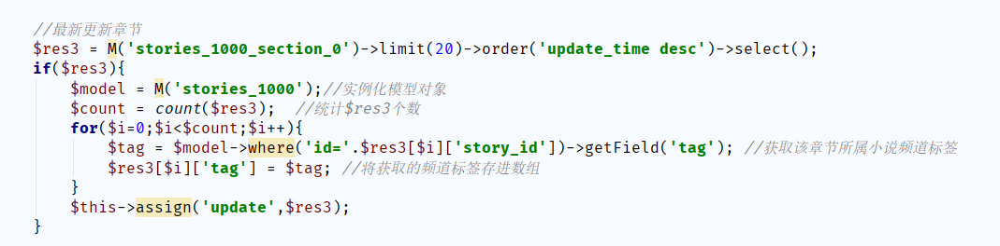 //最新更新章节
$res3 = M('stories_1000_section_0')->limit(20)->order('update_time desc')->select();
if($res3){
$model = M('stories_1000');//实例化模型对象
$count = count($res3);  //统计$res3个数
for($i=0;$i<$count;$i++){
$tag = $model->where('id='.$res3[$i]['story_id'])->getField('tag'); //获取该章节所属小说频道标签
$res3[$i]['tag'] = $tag; //将获取的频道标签存进数组
}
$this->assign('update',$res3);
}